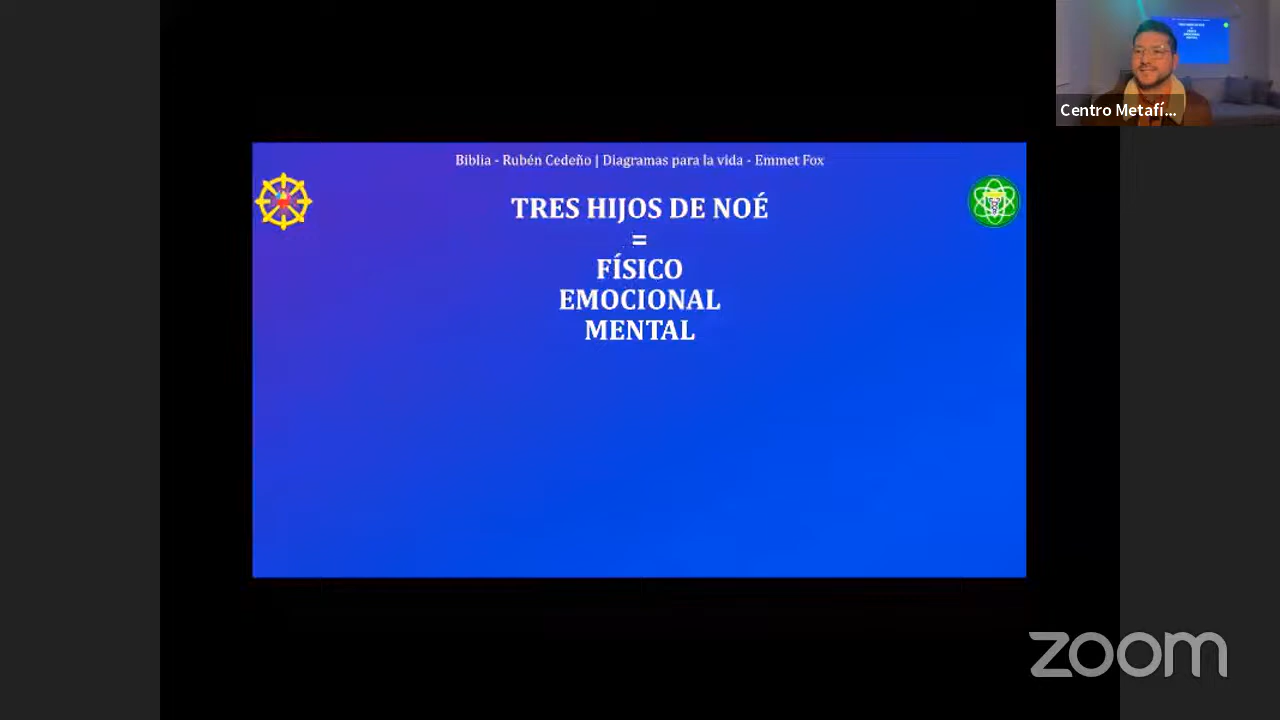 Biblia - Rubén Cedeño | Diagramas para la vida - Emmet Fox
TRES HIJOS DE NOÉ
=
FÍSICO
EMOCIONAL
MENTAL
Centro Metafí...
zoom